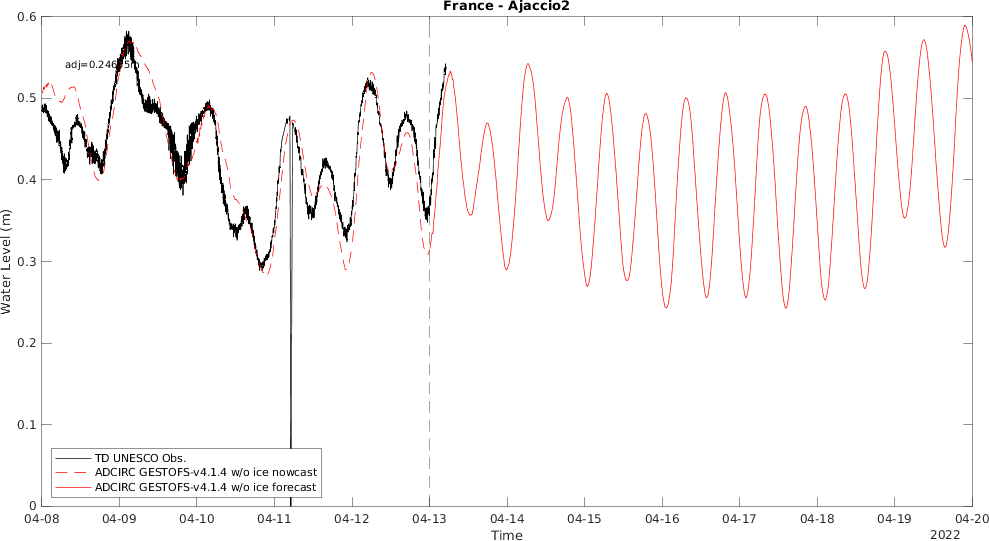 France - Ajaccio2
0.6
0.5
0.4
0.3
0.2
0.1
0
Water Level (m)
TD UNESCO Obs.
ADCIRC GESTOFS-v4.1.4 w/o ice nowcast
ADCIRC GESTOFS-v4.1.4 w/o ice forecast
04-08 04-09 04-10 04-11 04-12 04-13 04-14 04-15 04-16 04-17 04-18 04-19 04-20
Time
2022